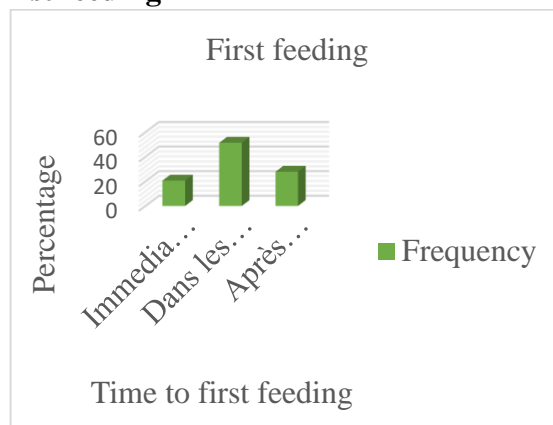 First feeding
60
40
20
0
Percentage
Immedia…
Dans les…
Après…
Frequency
Time to first feeding